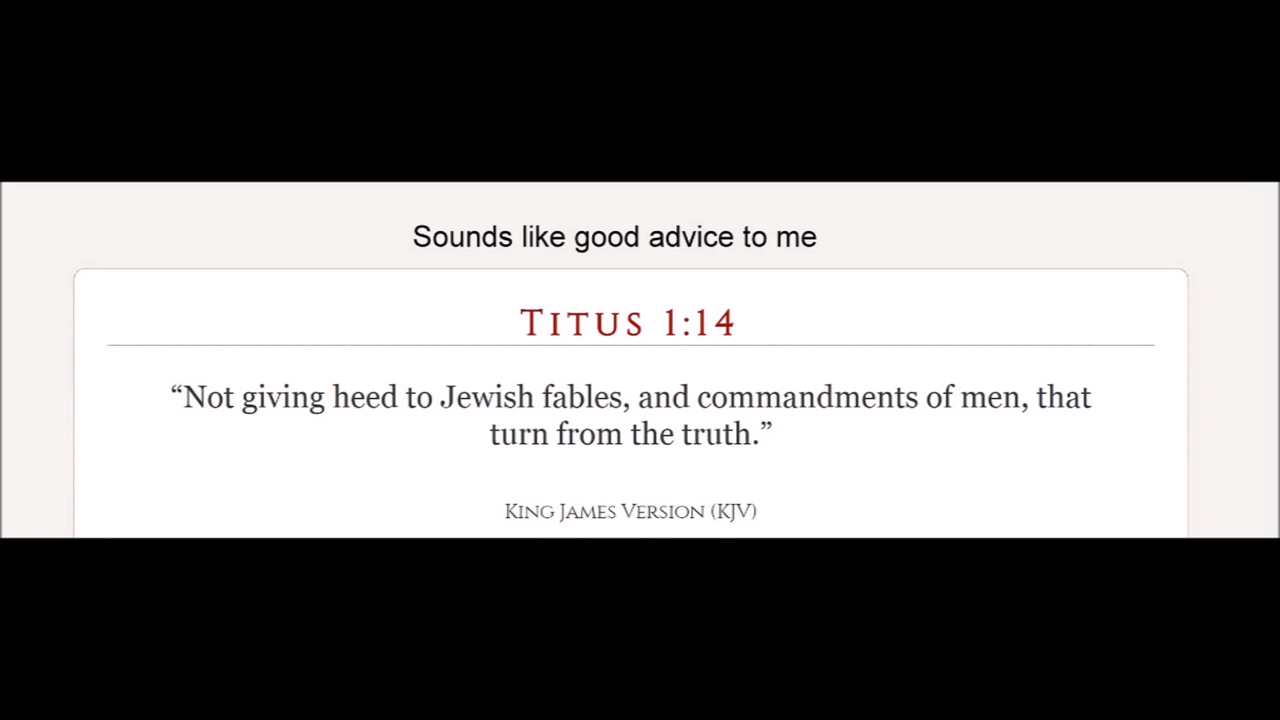 Sounds like good advice to me
Titus 1:14
“Not giving heed to Jewish fables, and commandments of men, that
turn from the truth.”
King James Version (KJV)